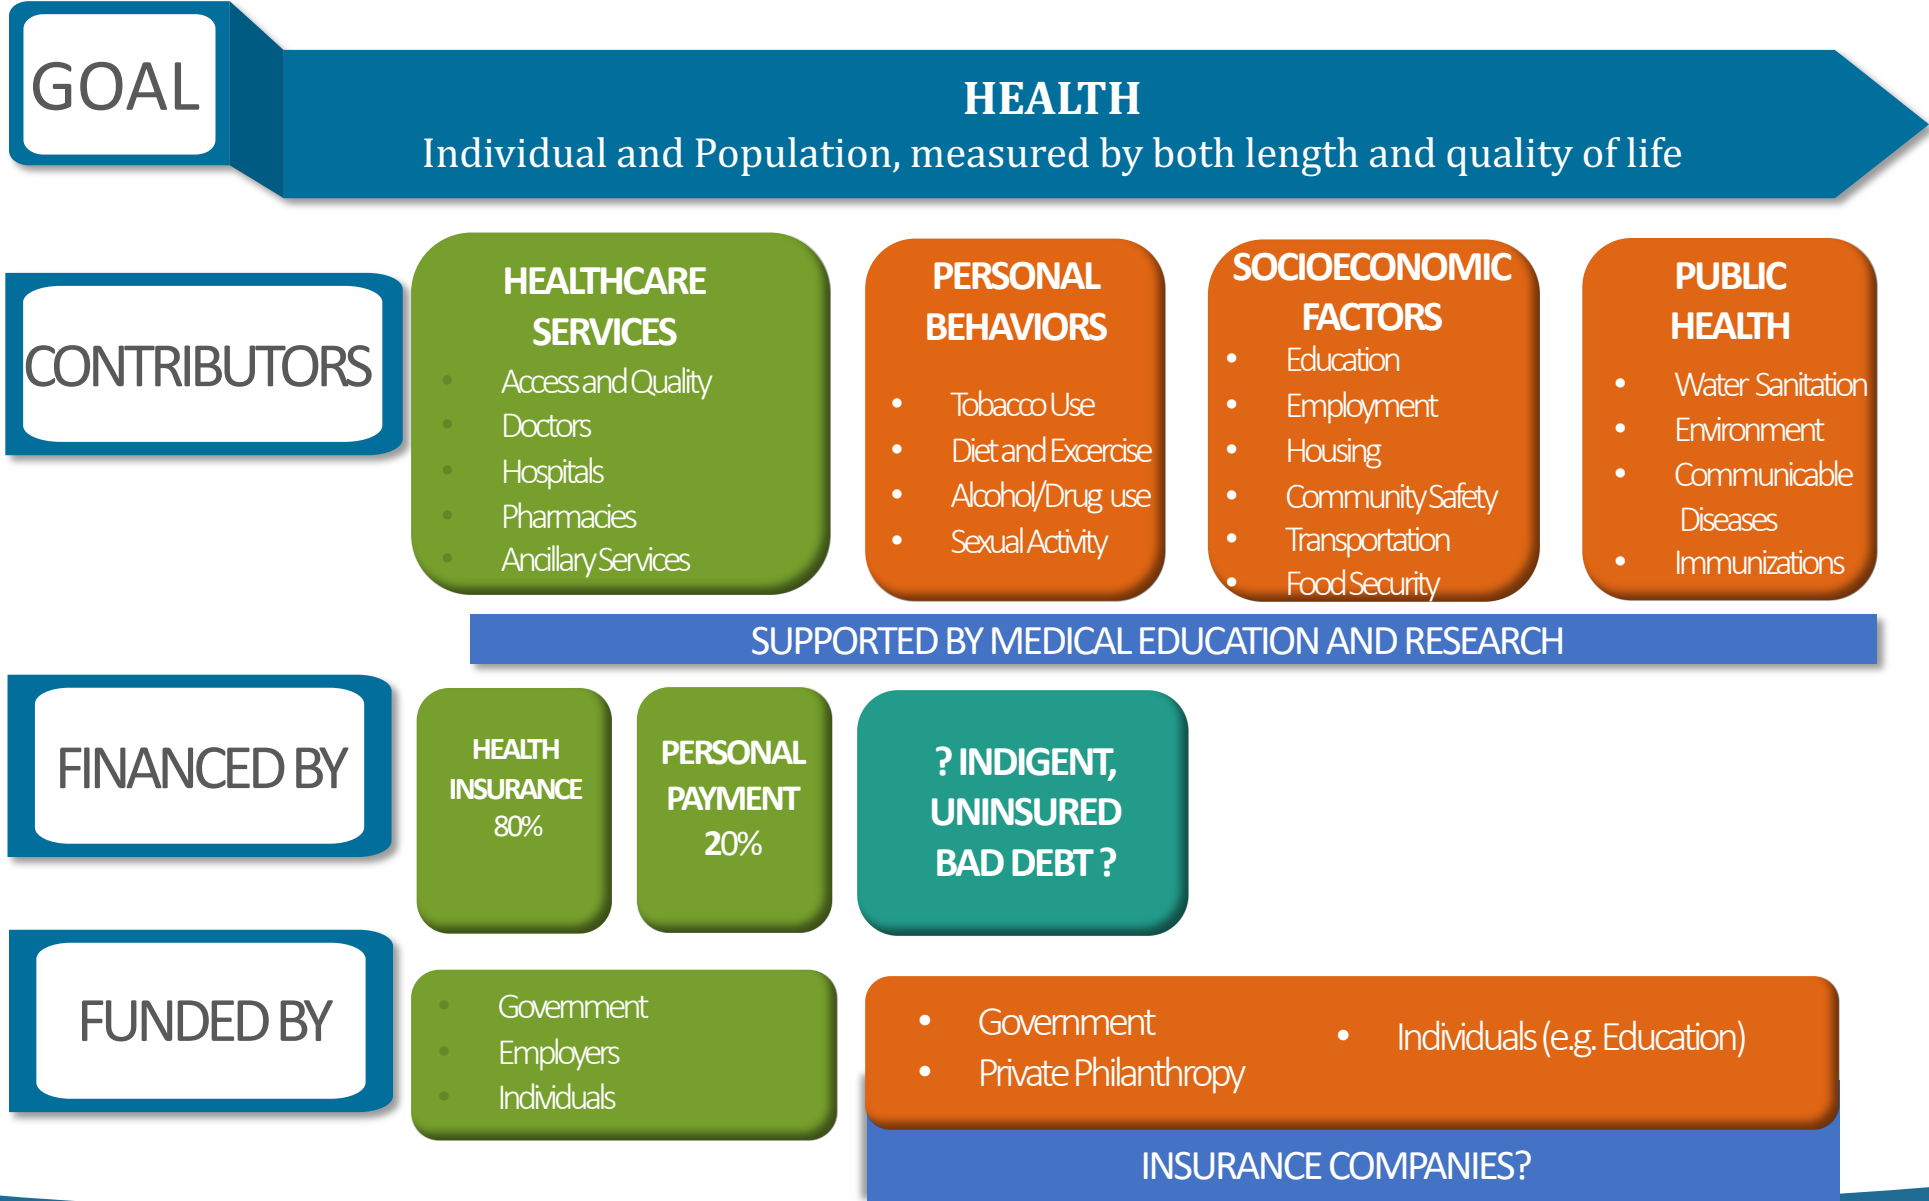 GOAL
HEALTH
Individual and Population, measured by both length and quality of life
CONTRIBUTORS
HEALTHCARE
SERVICES
• Access and Quality
• Doctors
• Hospitals
• Pharmacies
• Ancillary Services
PERSONAL
BEHAVIORS
• Tobacco Use
• Diet and Excercise
• Alcohol/Drug use
• Sexual Activity
SOCIOECONOMIC
FACTORS
• Education
• Employment
• Housing
• Community Safety
• Transportation
• Food Security
PUBLIC
HEALTH
• Water Sanitation
• Environment
• Communicable
Diseases
• Immunizations
SUPPORTED BY MEDICAL EDUCATION AND RESEARCH
FINANCED BY
HEALTH
INSURANCE
80%
PERSONAL
PAYMENT
20%
? INDIGENT,
UNINSURED
BAD DEBT ?
FUNDED BY
• Government
• Employers
• Individuals
• Government
• Private Philanthropy
• Individuals (e.g. Education)
INSURANCE COMPANIES?